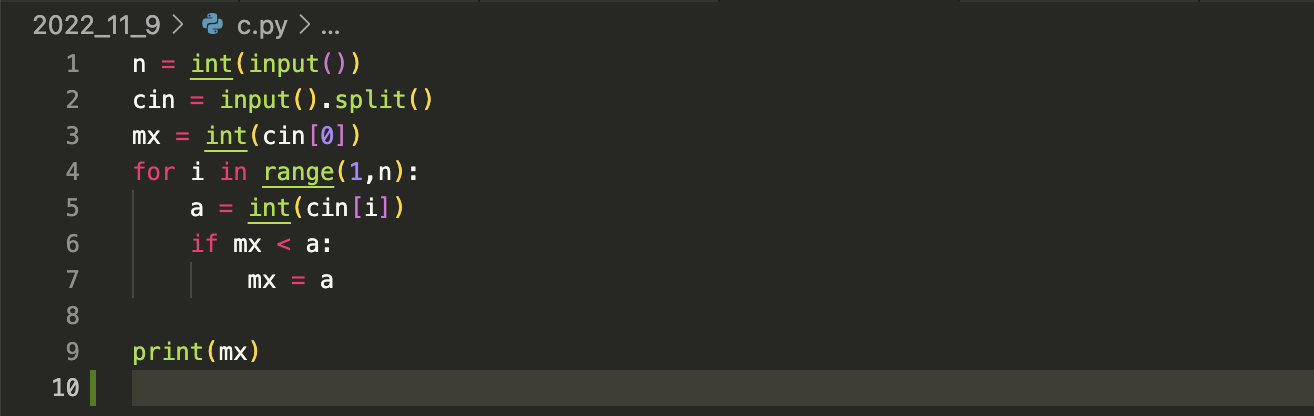 2022_11_9 > c.py > ...
1 n = int(input())
2 cin = input().split()
3 mx = int(cin[0])
4 for i in range(1,n):
5     a = int(cin[i])
6     if mx < a:
7         mx = a
8
9 print(mx)
10